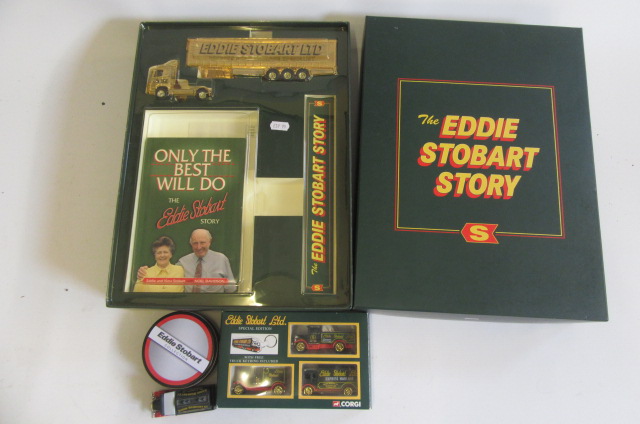 EDDIE STOBART LTD
ONLY THE
BEST
WILL DO
THE
Eddie Stobart
STORY
The EDDIE STOBART STORY
S
The
EDDIE
STOBART
STORY
S
Eddie Stobart
Eddie Stobart Ltd.
SPECIAL EDITION
CORGI